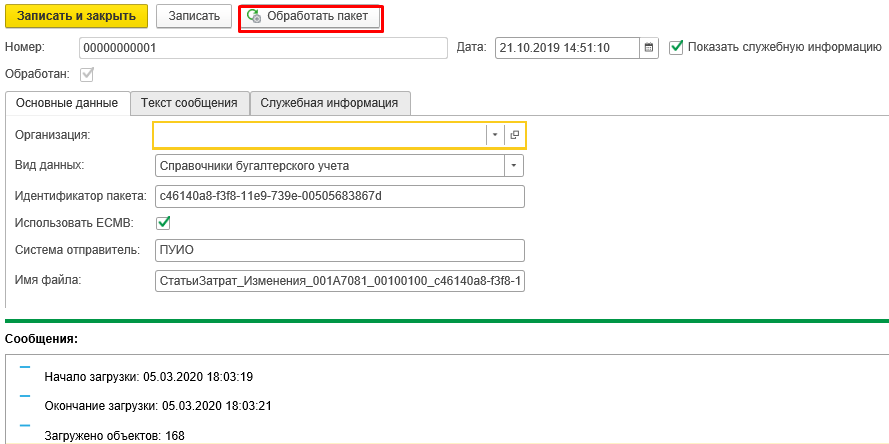 Записать и закрыть Записать Обработать пакет
Номер: 00000000001 Дата: 21.10.2019 14:51:10 Показать служебную информацию
Обработан:
Основные данные Текст сообщения Служебная информация
Организация:
Вид данных: Справочники бугалтерского учета
Идентификатор пакета: c46140a8-f3f8-11e9-739e-00505683867d
Использовать ЕСМВ:
Система отправитель: ПУИО
Имя файла: СтатьиЗатрат_Изменения_001A7081_00100100_c46140a8-f3f8-1
Сообщения:
Начало загрузки: 05.03.2020 18:03:19
Окончание загрузки: 05.03.2020 18:03:21
Загружено объектов: 168